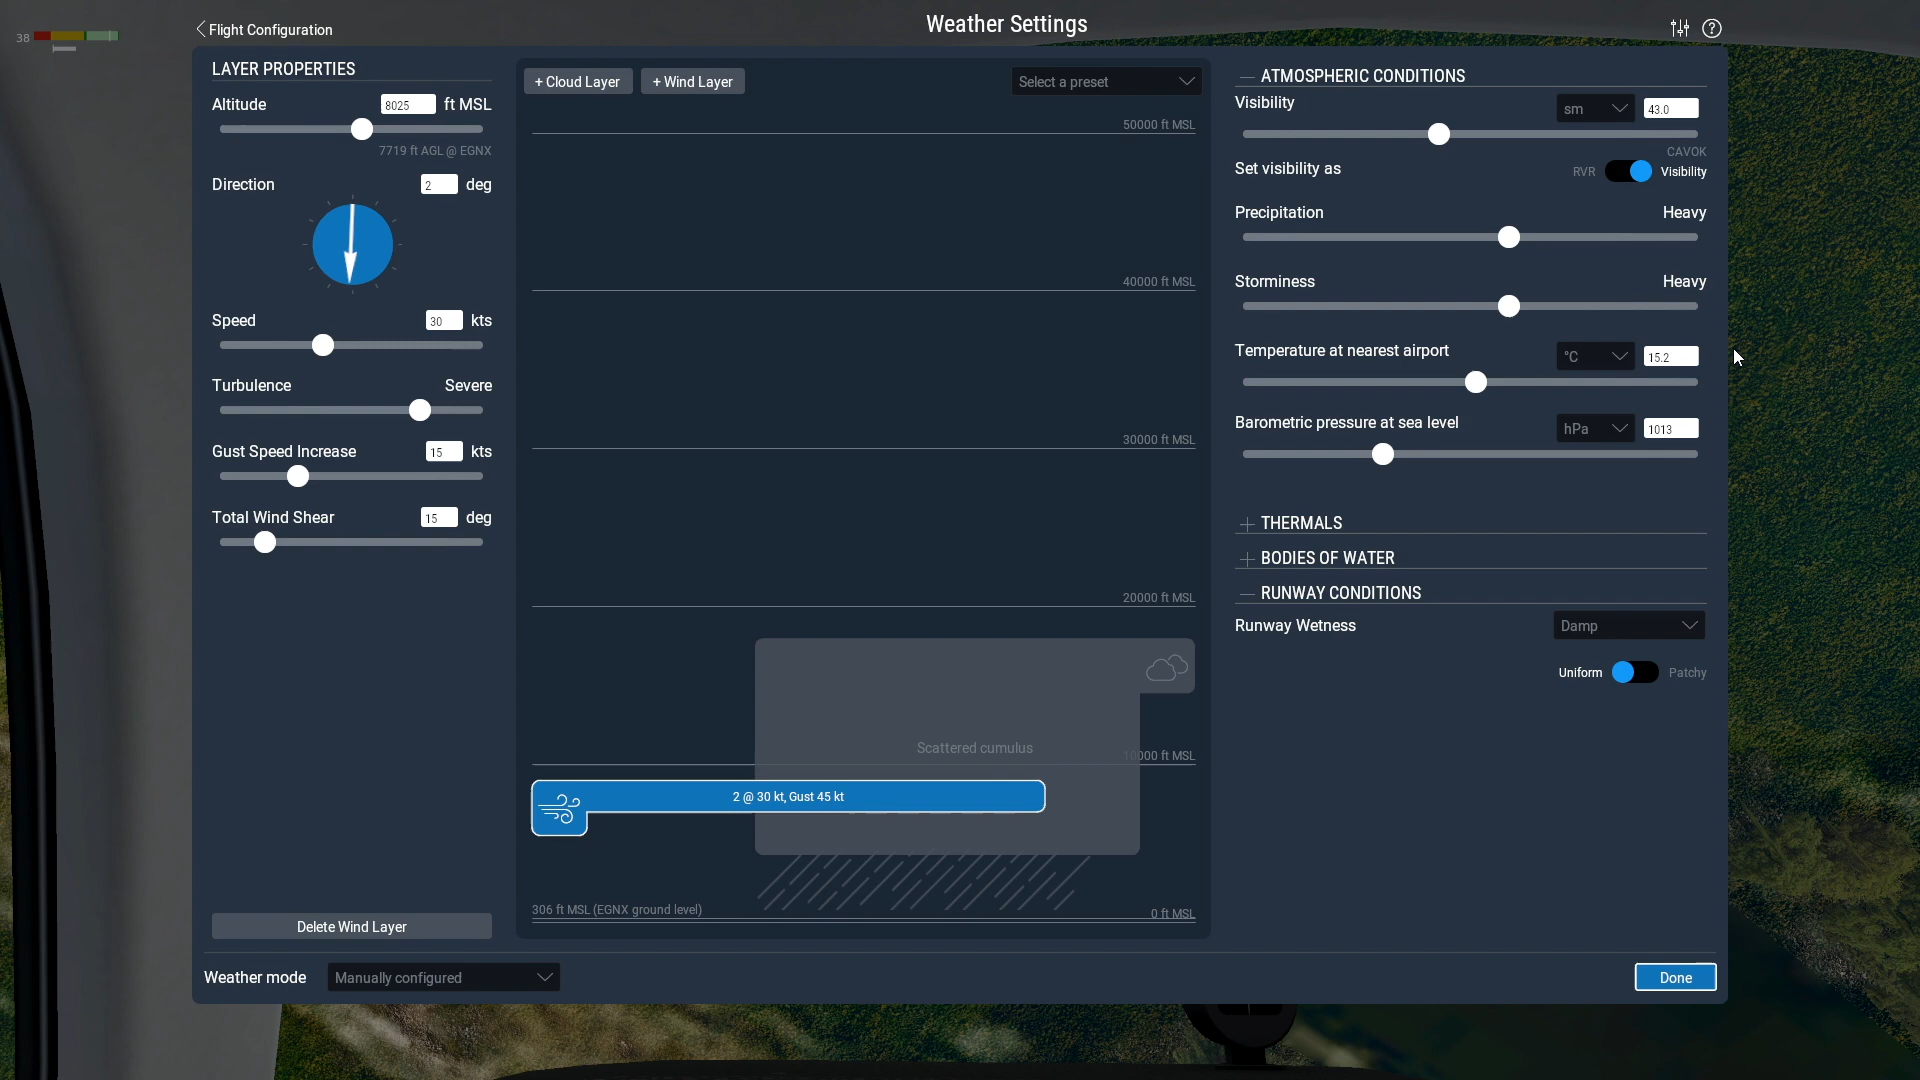 38
Flight Configuration
Weather Settings
LAYER PROPERTIES
Altitude 8025 ft MSL
7719 ft AGL @ EGNX
Direction 2 deg
Speed 30 kts
Turbulence Severe
Gust Speed Increase 15 kts
Total Wind Shear 15 deg
Delete Wind Layer
+ Cloud Layer + Wind Layer Select a preset
50000 ft MSL
40000 ft MSL
30000 ft MSL
20000 ft MSL
Scattered cumulus
10000 ft MSL
2 @ 30 kt, Gust 45 kt
306 ft MSL (EGNX ground level) 0 ft MSL
ATMOSPHERIC CONDITIONS
Visibility sm 43.0
CAVOK
Set visibility as RVR Visibility
Precipitation Heavy
Storminess Heavy
Temperature at nearest airport °C 15.2
Barometric pressure at sea level hPa 1013
THERMALS
BODIES OF WATER
RUNWAY CONDITIONS
Runway Wetness Damp
Uniform Patchy
Weather mode Manually configured
Done